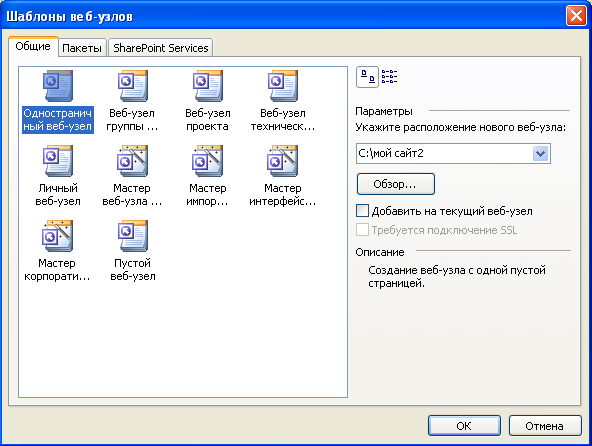 Шаблоны веб-узлов
Общие Пакеты SharePoint Services
Одностранич
ный веб-узел
Веб-узел
группы ...
Веб-узел
проекта
Веб-узел
техническ...
Личный
веб-узел
Мастер
веб-узла ...
Мастер
импор...
Мастер
интерфейс...
Мастер
корпорати...
Пустой
веб-узел
Параметры
Укажите расположение нового веб-узла:
C:\мой сайт2
Обзор...
Добавить на текущий веб-узел
Требуется подключение SSL
Описание
Создание веб-узла с одной пустой
страницей.
ОК Отмена